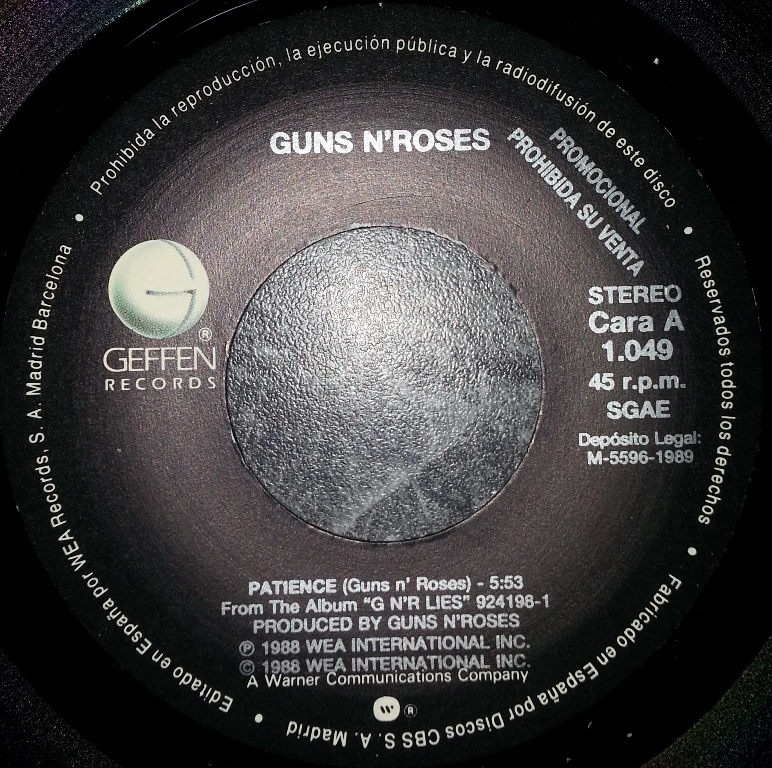 Prohibida la reproducción, la ejecución pública y la radiodifusión de este disco • Reservados todos los derechos • Fabricado en España por Discos CBS S. A. Madrid • Editado en España por WEA Records, S. A. Madrid Barcelona •
GUNS N'ROSES
PROMOCIONAL
PROHIBIDA SU VENTA
GEFFEN ®
RECORDS
STEREO
Cara A
1.049
45 r.p.m.
SGAE
Depósito Legal:
M-5596-1989
PATIENCE (Guns n' Roses) - 5:53
From The Album "G N'R LIES" 924198-1
PRODUCED BY GUNS N'ROSES
℗ 1988 WEA INTERNATIONAL INC.
© 1988 WEA INTERNATIONAL INC.
A Warner Communications Company
®